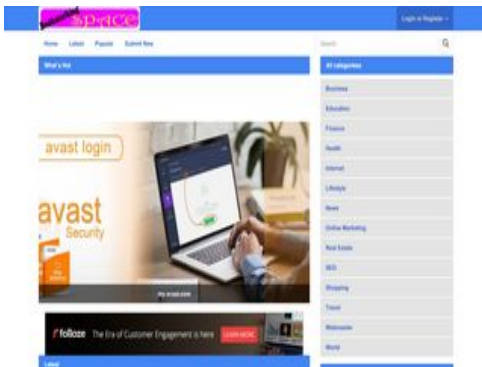 SPACE
Login or Register
Home Latest Popular Submit New
Search
What's Hot
All categories
Business
Education
Finance
Health
Internet
Lifestyle
News
Online Marketing
Real Estate
SEO
Shopping
Travel
Webmaster
World
avast login
avast
Security
my avast.com
folloze The Era of Customer Engagement is here LEARN MORE
Latest